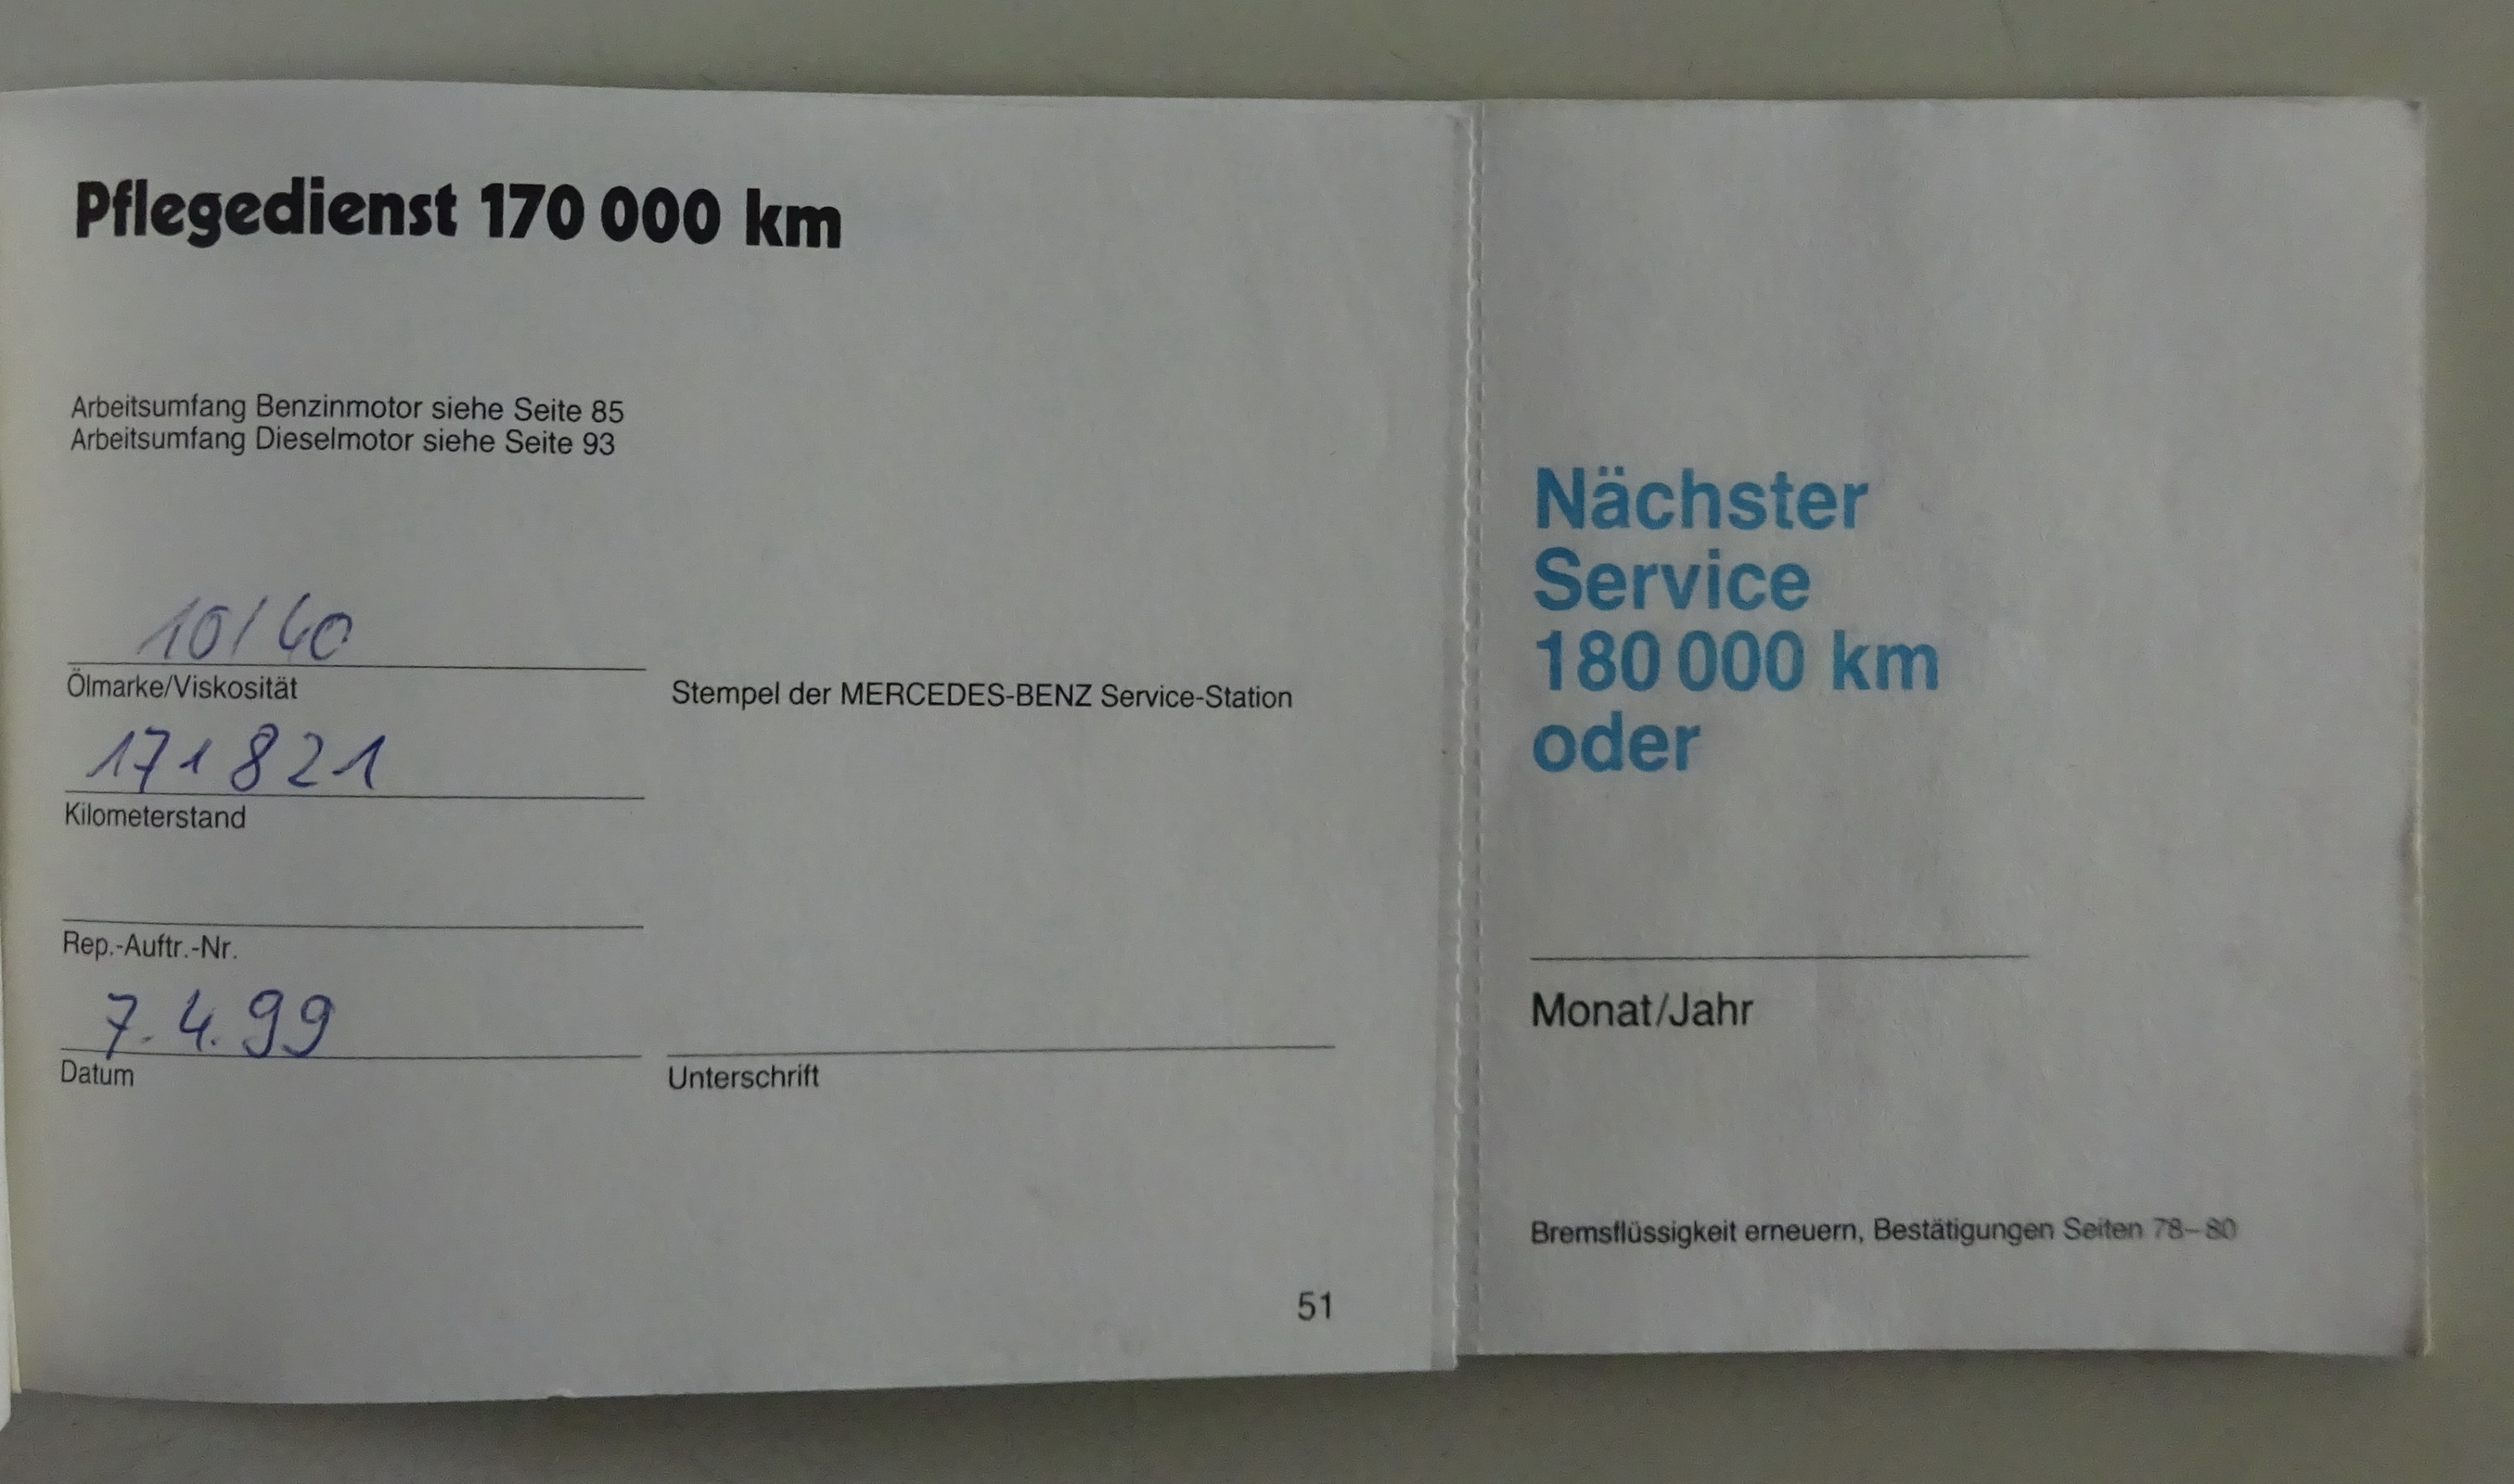 Pflegedienst 170 000 km
Arbeitsumfang Benzinmotor siehe Seite 85
Arbeitsumfang Dieselmotor siehe Seite 93
10/40
Ölmarke/Viskosität
Stempel der MERCEDES-BENZ Service-Station
171821
Kilometerstand
Rep.-Auftr.-Nr.
7.4.99
Datum
Unterschrift
51
Nächster
Service
180 000 km
oder
Monat/Jahr
Bremsflüssigkeit erneuern, Bestätigungen Seiten 78–80